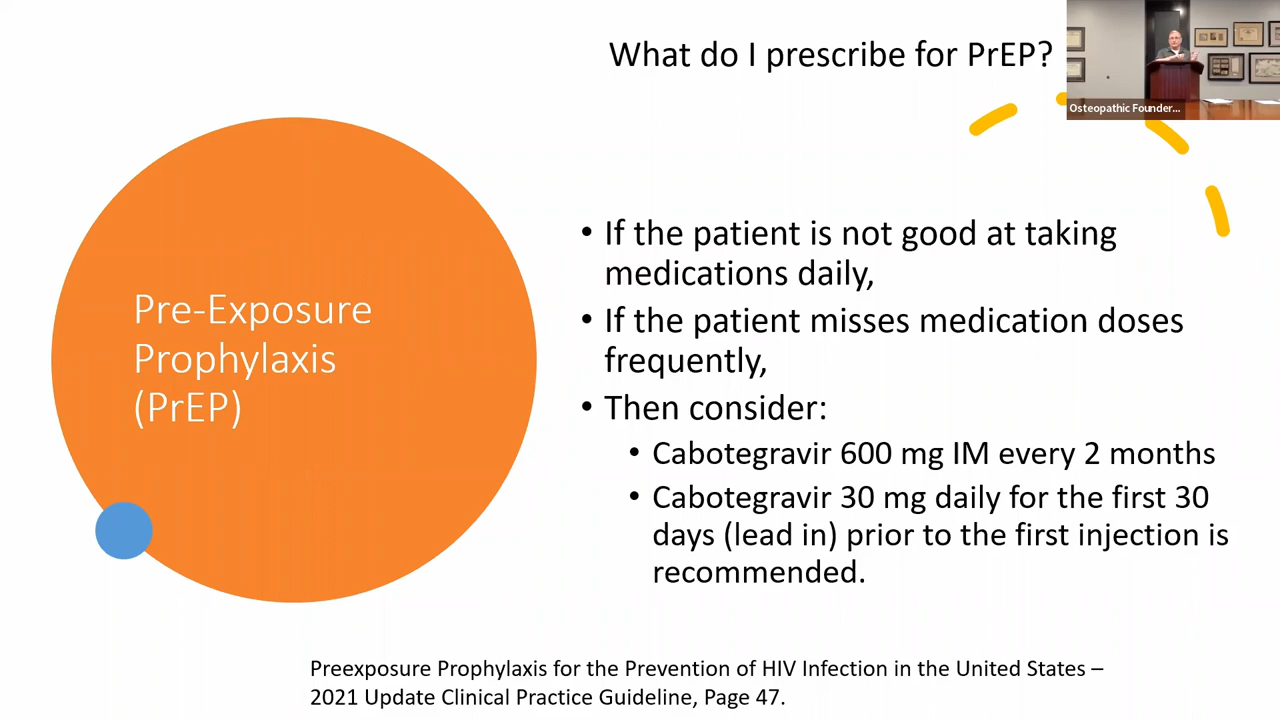 What do I prescribe for PrEP?
Osteopathic Founder...
Pre-Exposure
Prophylaxis
(PrEP)
• If the patient is not good at taking
medications daily,
• If the patient misses medication doses
frequently,
• Then consider:
• Cabotegravir 600 mg IM every 2 months
• Cabotegravir 30 mg daily for the first 30
days (lead in) prior to the first injection is
recommended.
Preexposure Prophylaxis for the Prevention of HIV Infection in the United States –
2021 Update Clinical Practice Guideline, Page 47.